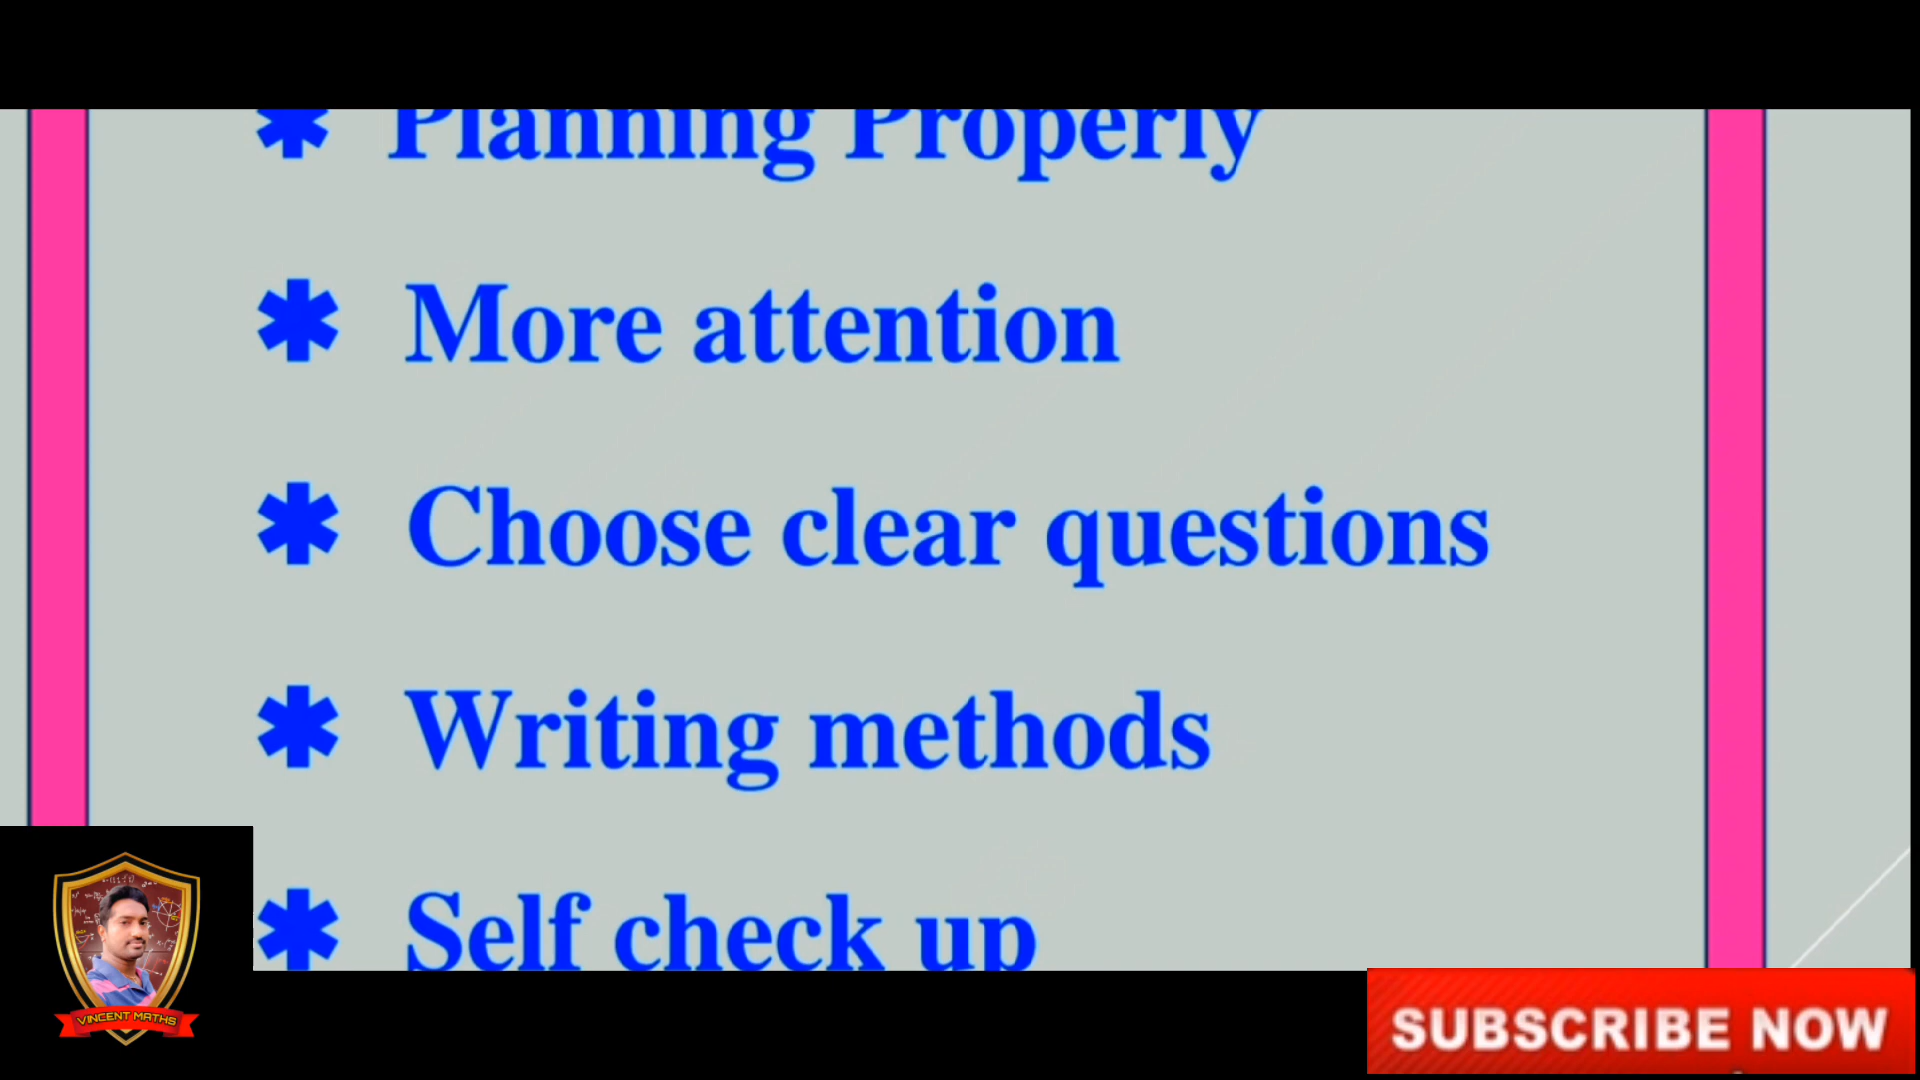 * Planning Properly
* More attention
* Choose clear questions
* Writing methods
* Self check up
VINCENT MATHS
SUBSCRIBE NOW